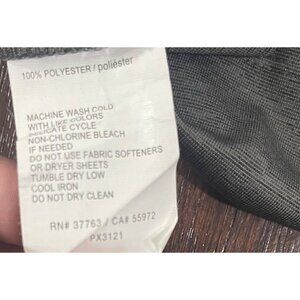 100% POLYESTER / poliéster
MACHINE WASH COLD
WITH LIKE COLORS
DELICATE CYCLE
NON-CHLORINE BLEACH
IF NEEDED
DO NOT USE FABRIC SOFTENERS
OR DRYER SHEETS
TUMBLE DRY LOW
COOL IRON
DO NOT DRY CLEAN
RN# 37763 / CA# 55972
PX3121